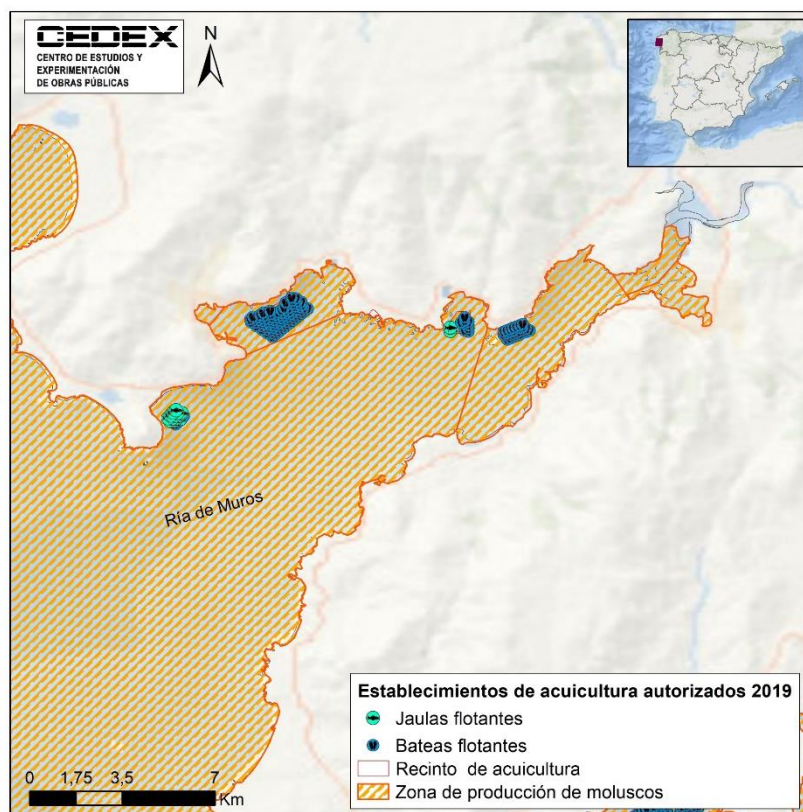 CEDEX
CENTRO DE ESTUDIOS Y
EXPERIMENTACIÓN
DE OBRAS PÚBLICAS
N
Ría de Muros
Establecimientos de acuicultura autorizados 2019
Jaulas flotantes
Bateas flotantes
Recinto de acuicultura
Zona de producción de moluscos
0 1,75 3,5 7
Km